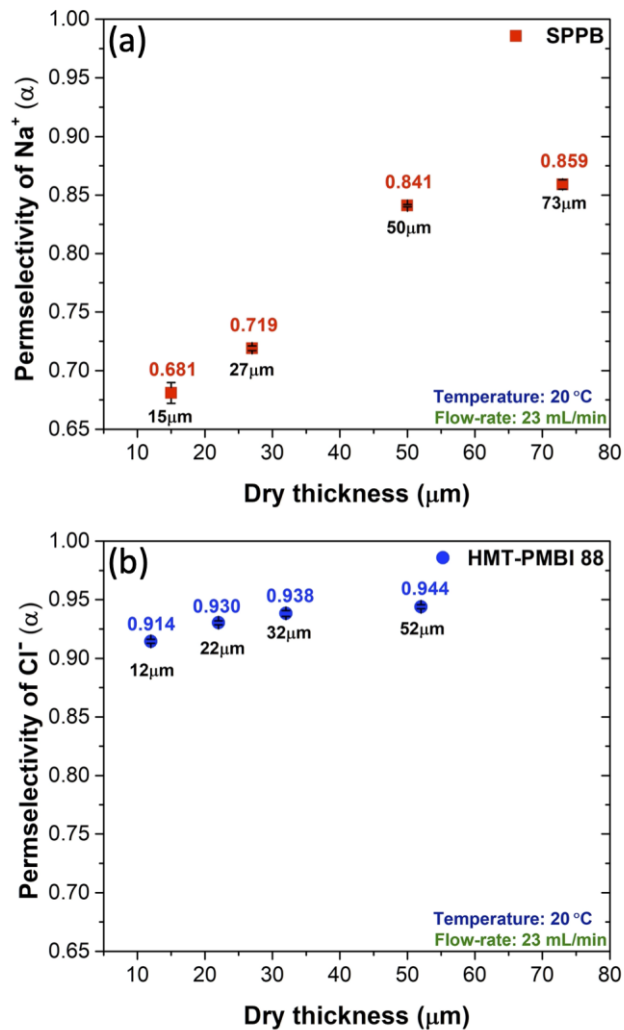 (a)
SPPB
1.00
0.95
0.90
0.85
0.80
0.75
0.70
0.65
Permselectivity of Na⁺ (α)
0.681
15μm
0.719
27μm
0.841
50μm
0.859
73μm
Temperature: 20 °C
Flow-rate: 23 mL/min
10 20 30 40 50 60 70 80
Dry thickness (μm)
(b)
HMT-PMBI 88
1.00
0.95
0.90
0.85
0.80
0.75
0.70
0.65
Permselectivity of Cl⁻ (α)
0.914
12μm
0.930
22μm
0.938
32μm
0.944
52μm
Temperature: 20 °C
Flow-rate: 23 mL/min
10 20 30 40 50 60 70 80
Dry thickness (μm)